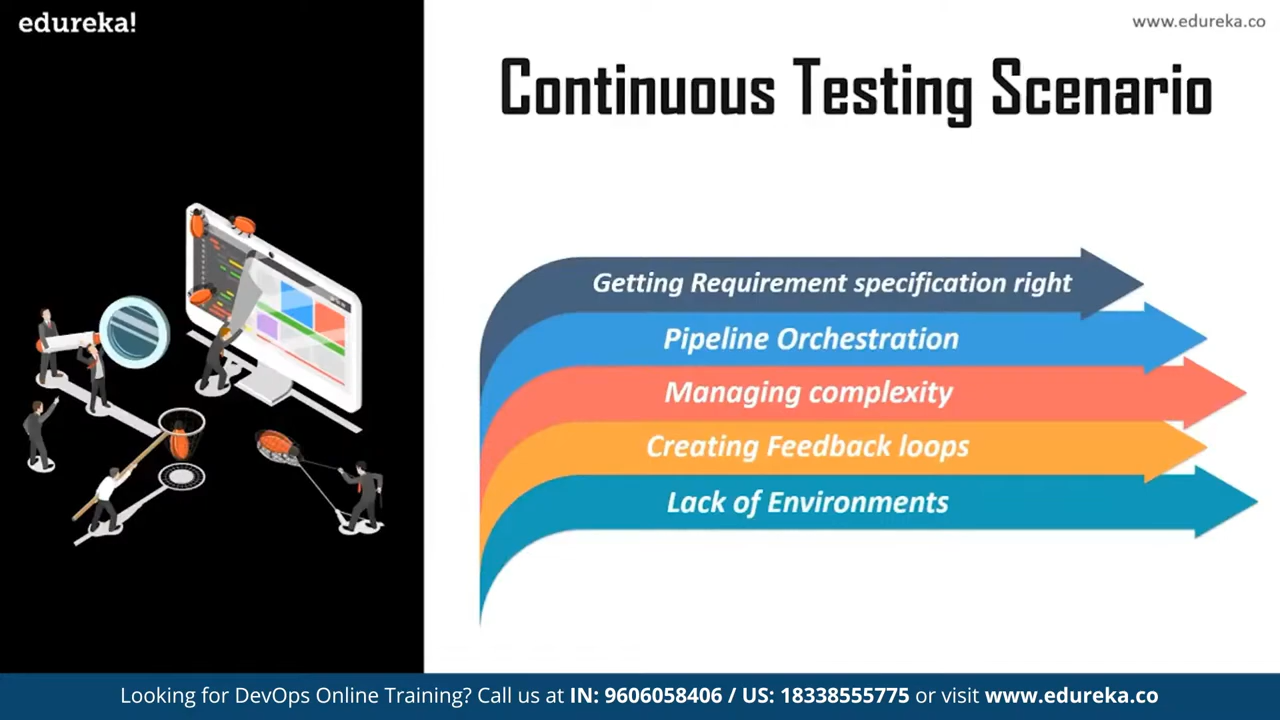 edureka!
www.edureka.co
Continuous Testing Scenario
Getting Requirement specification right
Pipeline Orchestration
Managing complexity
Creating Feedback loops
Lack of Environments
Looking for DevOps Online Training? Call us at IN: 9606058406 / US: 18338555775 or visit www.edureka.co